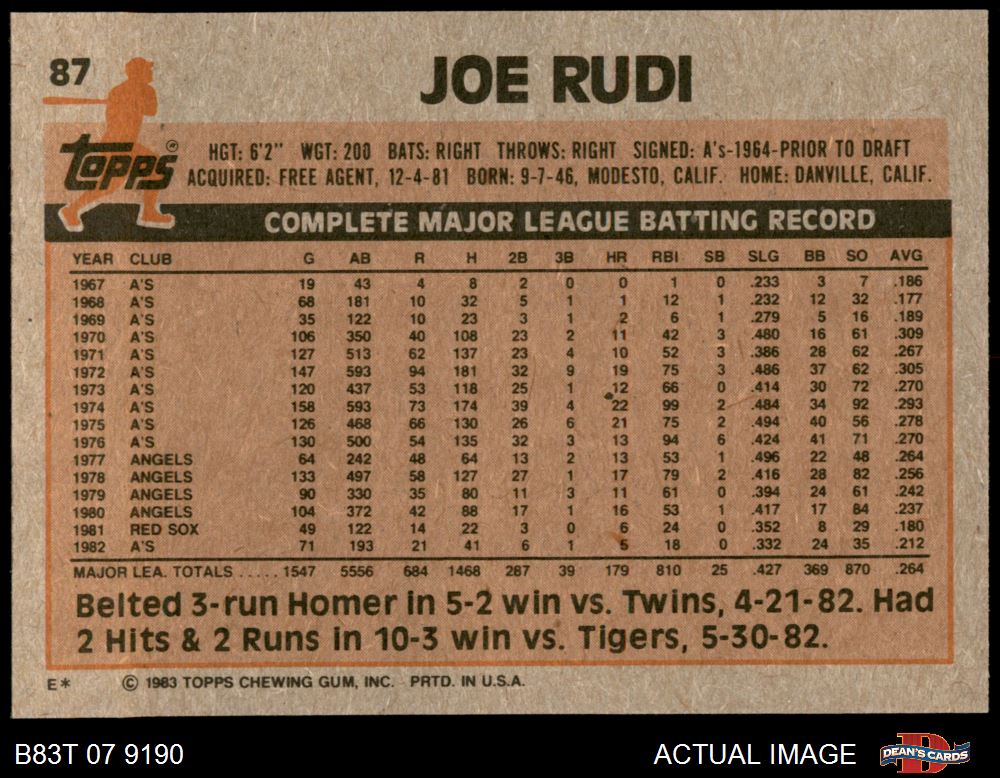 87
JOE RUDI
Topps®
HGT: 6'2" WGT: 200 BATS: RIGHT THROWS: RIGHT SIGNED: A's-1964-PRIOR TO DRAFT
ACQUIRED: FREE AGENT, 12-4-81 BORN: 9-7-46, MODESTO, CALIF. HOME: DANVILLE, CALIF.
COMPLETE MAJOR LEAGUE BATTING RECORD
YEAR CLUB G AB R H 2B 3B HR RBI SB SLG BB SO AVG
1967 A'S 19 43 4 8 2 0 0 1 0 .233 3 7 .186
1968 A'S 68 181 10 32 5 1 1 12 1 .232 12 32 .177
1969 A'S 35 122 10 23 3 1 2 6 1 .279 5 16 .189
1970 A'S 106 350 40 108 23 2 11 42 3 .480 16 61 .309
1971 A'S 127 513 62 137 23 4 10 52 3 .386 28 62 .267
1972 A'S 147 593 94 181 32 9 19 75 3 .486 37 62 .305
1973 A'S 120 437 53 118 25 1 12 66 0 .414 30 72 .270
1974 A'S 158 593 73 174 39 4 22 99 2 .484 34 92 .293
1975 A'S 126 468 66 130 26 6 21 75 2 .494 40 56 .278
1976 A'S 130 500 54 135 32 3 13 94 6 .424 41 71 .270
1977 ANGELS 64 242 48 64 13 2 13 53 1 .496 22 48 .264
1978 ANGELS 133 497 58 127 27 1 17 79 2 .416 28 82 .256
1979 ANGELS 90 330 35 80 11 3 11 61 0 .394 24 61 .242
1980 ANGELS 104 372 42 88 17 1 16 53 1 .417 17 84 .237
1981 RED SOX 49 122 14 22 3 0 6 24 0 .352 8 29 .180
1982 A'S 71 193 21 41 6 1 5 18 0 .332 24 35 .212
MAJOR LEA. TOTALS ..... 1547 5556 684 1468 287 39 179 810 25 .427 369 870 .264
Belted 3-run Homer in 5-2 win vs. Twins, 4-21-82. Had
2 Hits & 2 Runs in 10-3 win vs. Tigers, 5-30-82.
E* © 1983 TOPPS CHEWING GUM, INC. PRTD. IN U.S.A.
B83T 07 9190 ACTUAL IMAGE DEAN'S CARDS